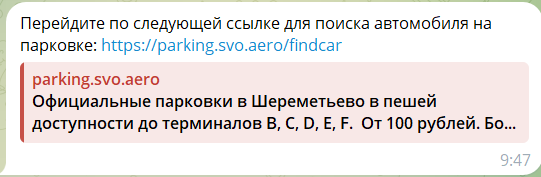 Перейдите по следующей ссылке для поиска автомобиля на
парковке: https://parking.svo.aero/findcar
parking.svo.aero
Официальные парковки в Шереметьево в пешей
доступности до терминалов B, C, D, E, F. От 100 рублей. Бо...
9:47